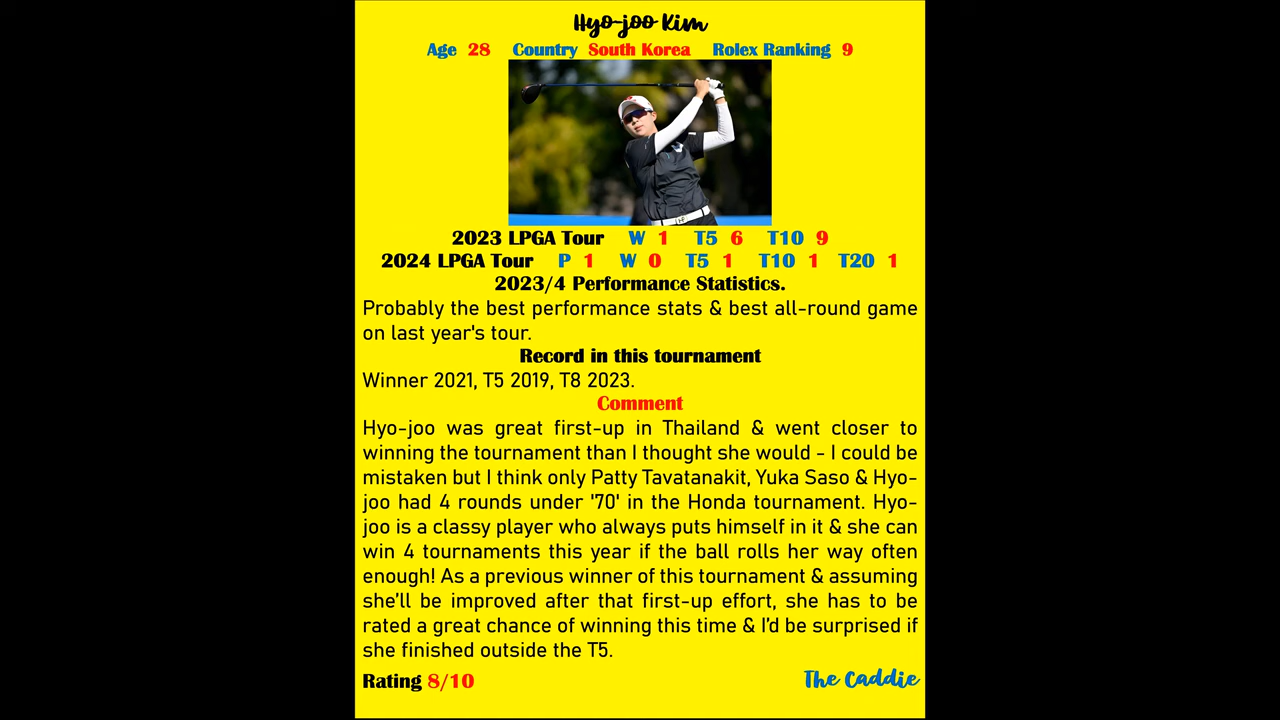 Hyo-joo Kim
Age 28 Country South Korea Rolex Ranking 9
2023 LPGA Tour W 1 T5 6 T10 9
2024 LPGA Tour P 1 W 0 T5 1 T10 1 T20 1
2023/4 Performance Statistics.
Probably the best performance stats & best all-round game
on last year's tour.
Record in this tournament
Winner 2021, T5 2019, T8 2023.
Comment
Hyo-joo was great first-up in Thailand & went closer to
winning the tournament than I thought she would - I could be
mistaken but I think only Patty Tavatanakit, Yuka Saso & Hyo-
joo had 4 rounds under '70' in the Honda tournament. Hyo-
joo is a classy player who always puts himself in it & she can
win 4 tournaments this year if the ball rolls her way often
enough! As a previous winner of this tournament & assuming
she'll be improved after that first-up effort, she has to be
rated a great chance of winning this time & I'd be surprised if
she finished outside the T5.
Rating 8/10 The Caddie